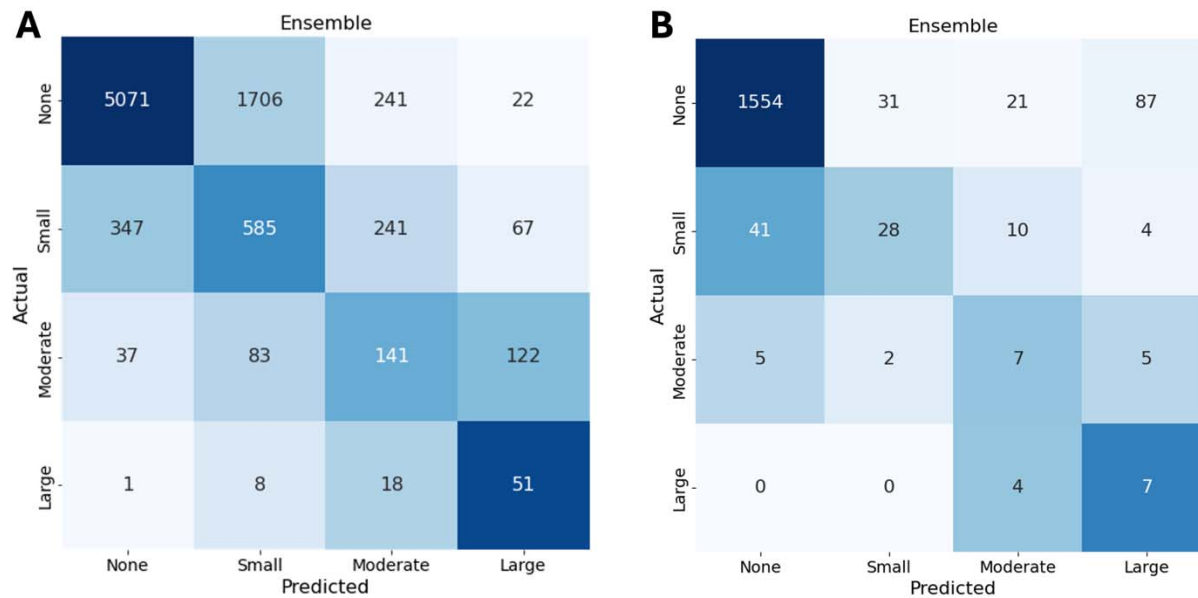 A
Ensemble
None 5071 1706 241 22
Small 347 585 241 67
Moderate 37 83 141 122
Large 1 8 18 51
Actual
None Small Moderate Large
Predicted
B
Ensemble
None 1554 31 21 87
Small 41 28 10 4
Moderate 5 2 7 5
Large 0 0 4 7
Actual
None Small Moderate Large
Predicted